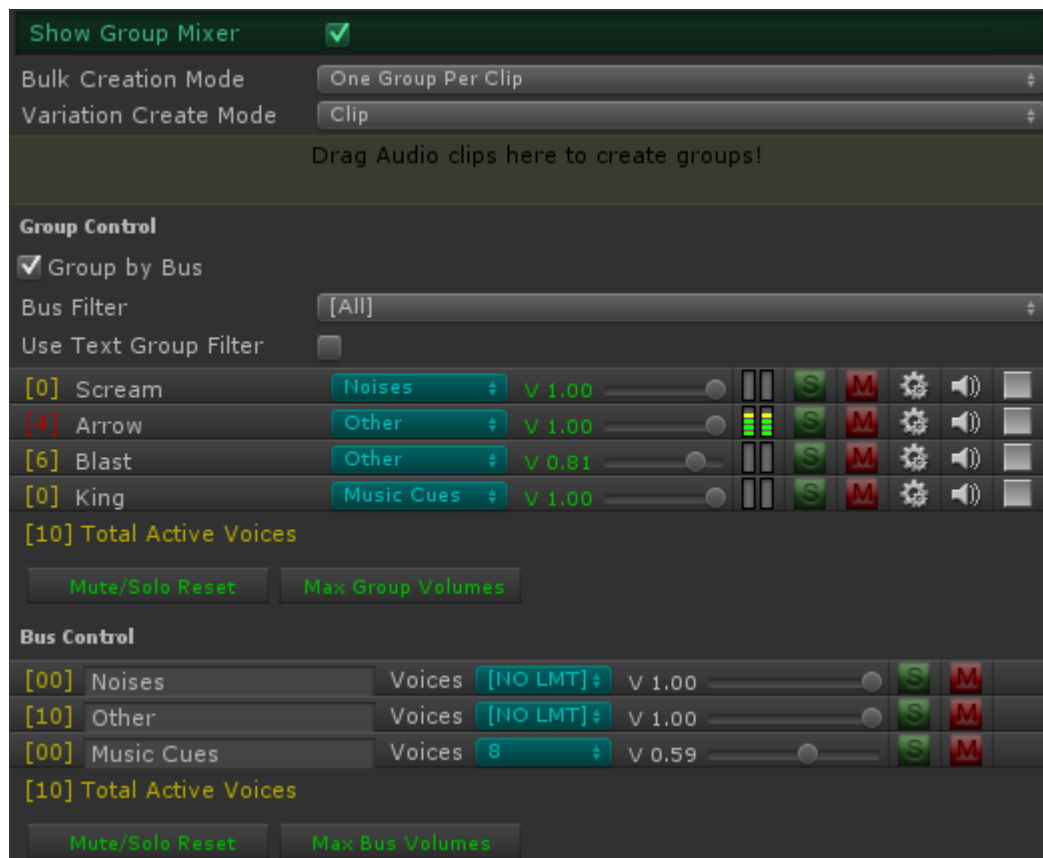 Show Group Mixer
Bulk Creation Mode One Group Per Clip
Variation Create Mode Clip
Drag Audio clips here to create groups!
Group Control
Group by Bus
Bus Filter [All]
Use Text Group Filter
[0] Scream Noises V 1.00 S M
[4] Arrow Other V 1.00 S M
[6] Blast Other V 0.81 S M
[0] King Music Cues V 1.00 S M
[10] Total Active Voices
Mute/Solo Reset Max Group Volumes
Bus Control
[00] Noises Voices [NO LMT] V 1.00 S M
[10] Other Voices [NO LMT] V 1.00 S M
[00] Music Cues Voices 8 V 0.59 S M
[10] Total Active Voices
Mute/Solo Reset Max Bus Volumes